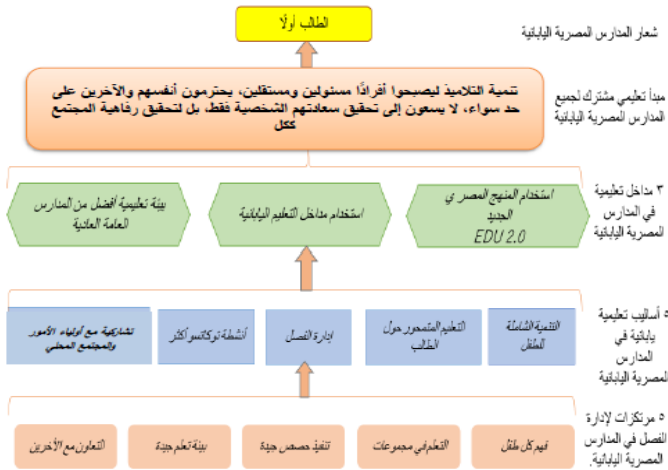 شعار المدارس المصرية اليابانية
الطالب أولًا
مبدأ تعليمي مشترك لجميع
المدارس المصرية اليابانية
تنمية التلاميذ ليصبحوا أفرادًا مسئولين ومستقلين، يحترمون أنفسهم والآخرين على
حد سواء، لا يسعون إلى تحقيق سعادتهم الشخصية فقط، بل لتحقيق رفاهية المجتمع
ككل
٣ مداخل تعليمية
في المدارس
المصرية اليابانية
استخدام المنهج المصر ي
الجديد
EDU 2.0
استخدام مداخل التعليم اليابانية
بيئة تعليمية أفضل من المدارس
العامة العادية
٥ أساليب تعليمية
يابانية في
المدارس
المصرية اليابانية
التنمية الشاملة
للطفل
التعليم المتمحور حول
الطالب
إدارة الفصل
أنشطة توكاتسو أكثر
تشاركية مع أولياء الأمور
والمجتمع المحلي
٥ مرتكزات لإدارة
الفصل في المدارس
المصرية اليابانية.
فهم كل طفل
التعلم في مجموعات
تنفيذ حصص جيدة
بيئة تعلم جيدة
التعاون مع الآخرين